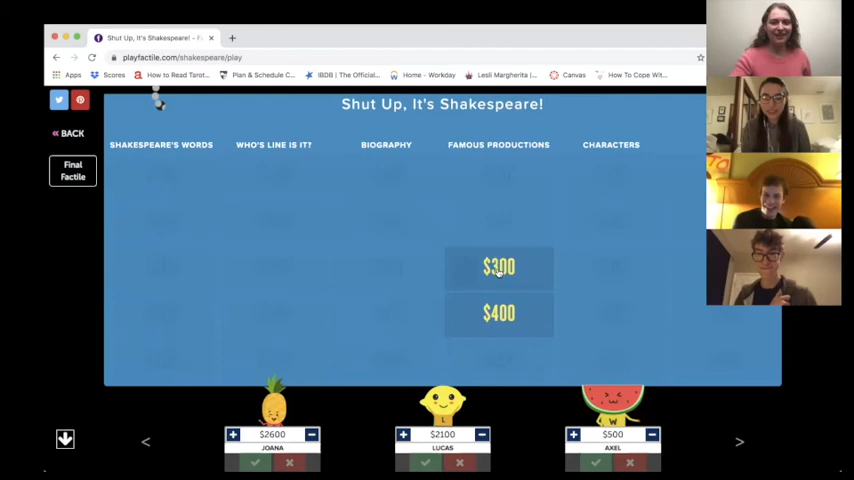 Shut Up, It's Shakespeare! - Fa
playfactile.com/shakespeare/play
Apps Scores How to Read Tarot... Plan & Schedule C... IBDB | The Official... Home - Workday Lesli Margherita |... Canvas How To Cope Wit...
Shut Up, It's Shakespeare!
« BACK
Final
Factile
SHAKESPEARE'S WORDS WHO'S LINE IS IT? BIOGRAPHY FAMOUS PRODUCTIONS CHARACTERS
$300
$400
$2600 $2100 $500
JOANA LUCAS AXEL